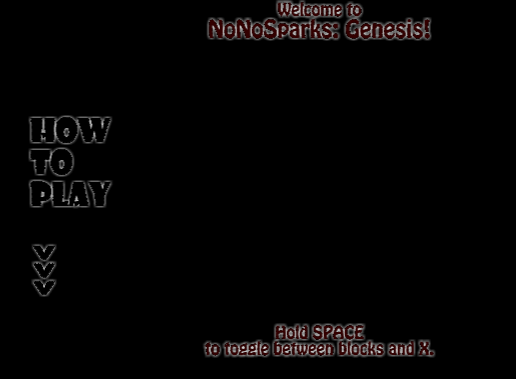 Welcome to
NoNoSparks: Genesis!
HOW
TO
PLAY
Hold SPACE
to toggle between blocks and X.